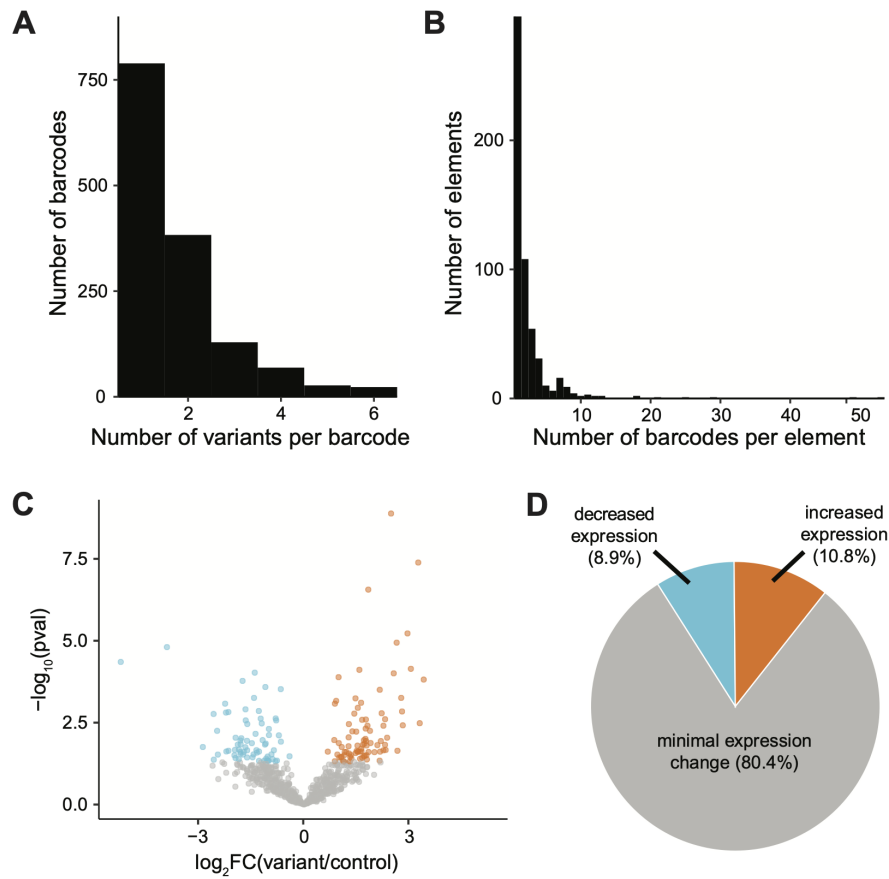 A
Number of barcodes
750
500
250
0
2 4 6
Number of variants per barcode
B
Number of elements
200
100
0
10 20 30 40 50
Number of barcodes per element
C
−log10(pval)
7.5
5.0
2.5
0.0
−3 0 3
log2FC(variant/control)
D
decreased
expression
(8.9%)
increased
expression
(10.8%)
minimal expression
change (80.4%)